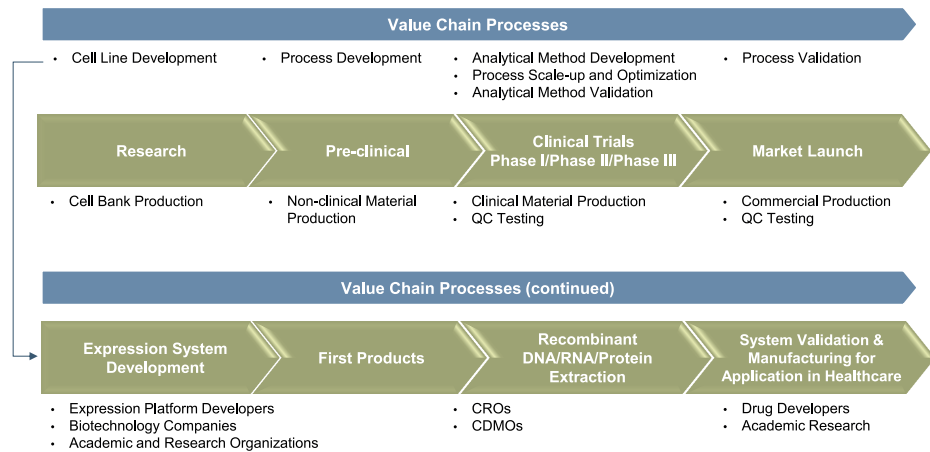 Value Chain Processes
• Cell Line Development
• Process Development
• Analytical Method Development
• Process Scale-up and Optimization
• Analytical Method Validation
• Process Validation
Research
Pre-clinical
Clinical Trials
Phase I/Phase II/Phase III
Market Launch
• Cell Bank Production
• Non-clinical Material
Production
• Clinical Material Production
• QC Testing
• Commercial Production
• QC Testing
Value Chain Processes (continued)
Expression System
Development
First Products
Recombinant
DNA/RNA/Protein
Extraction
System Validation &
Manufacturing for
Application in Healthcare
• Expression Platform Developers
• Biotechnology Companies
• Academic and Research Organizations
• CROs
• CDMOs
• Drug Developers
• Academic Research